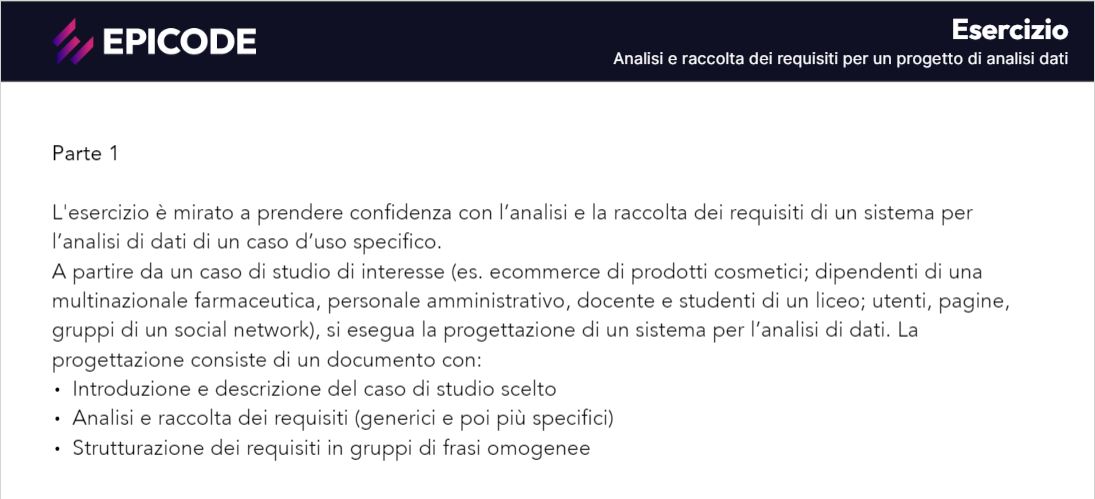 EPICODE
Esercizio
Analisi e raccolta dei requisiti per un progetto di analisi dati
Parte 1
L'esercizio è mirato a prendere confidenza con l’analisi e la raccolta dei requisiti di un sistema per
l’analisi di dati di un caso d’uso specifico.
A partire da un caso di studio di interesse (es. ecommerce di prodotti cosmetici; dipendenti di una
multinazionale farmaceutica, personale amministrativo, docente e studenti di un liceo; utenti, pagine,
gruppi di un social network), si esegua la progettazione di un sistema per l’analisi di dati. La
progettazione consiste di un documento con:
• Introduzione e descrizione del caso di studio scelto
• Analisi e raccolta dei requisiti (generici e poi più specifici)
• Strutturazione dei requisiti in gruppi di frasi omogenee